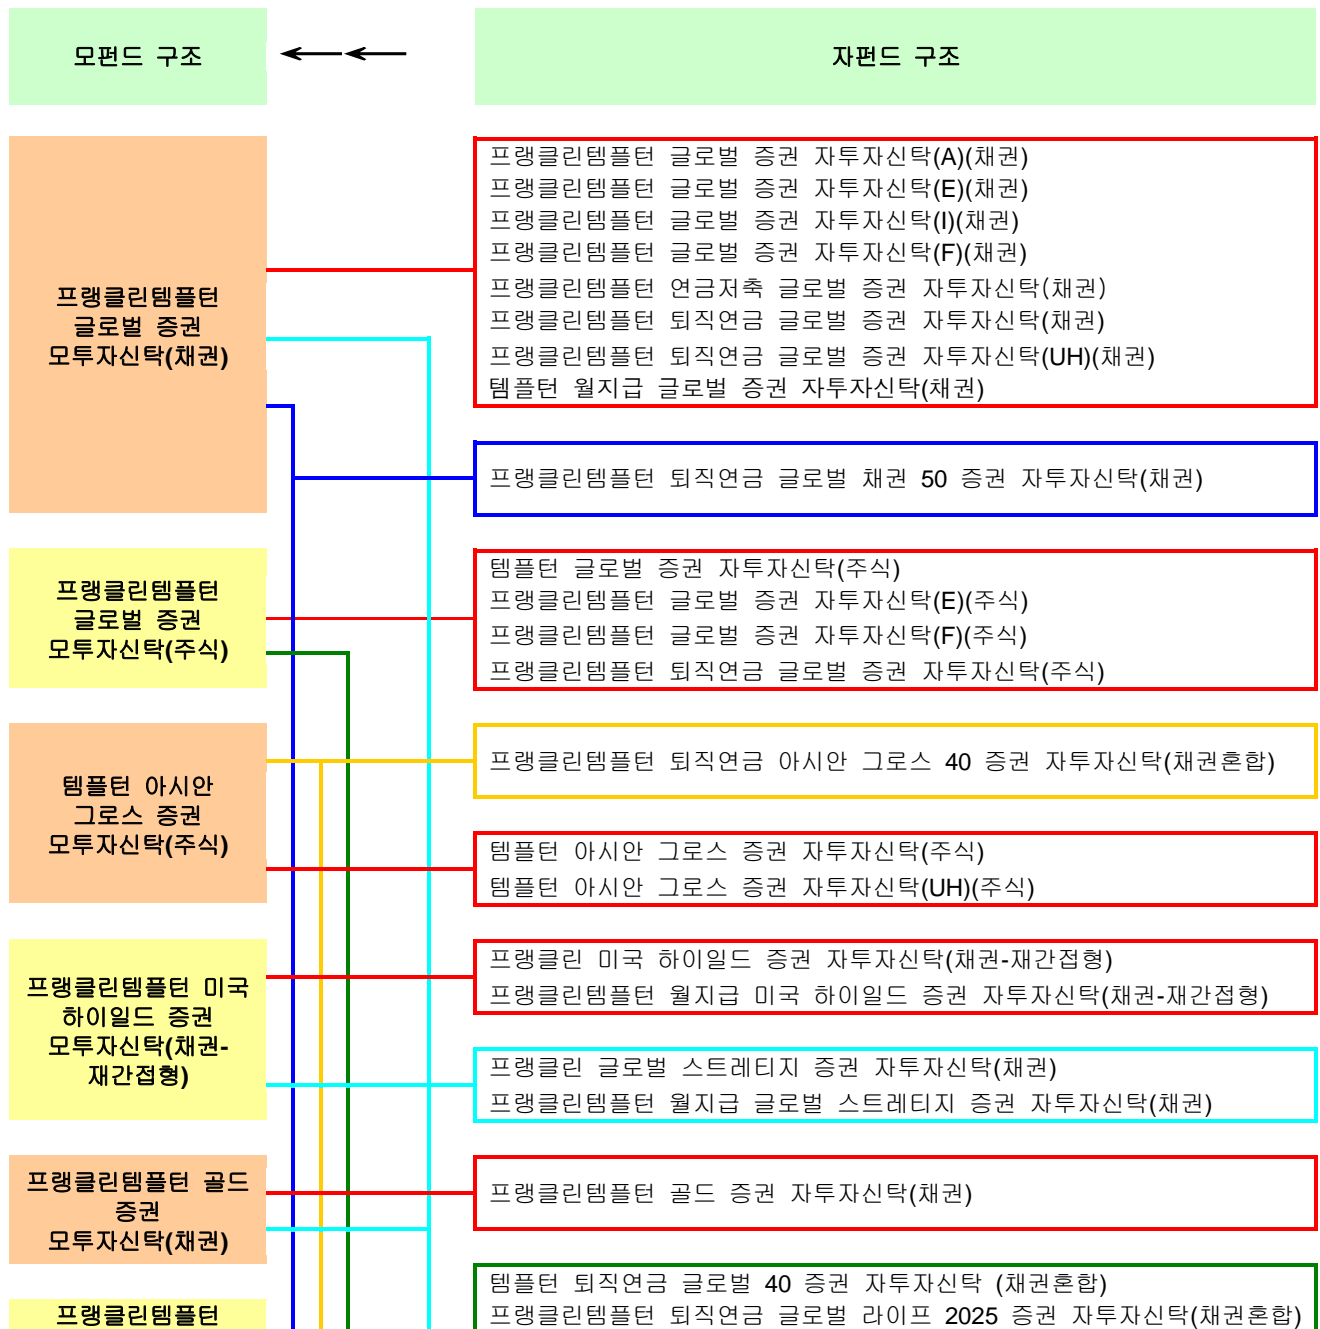 모펀드 구조
자펀드 구조
프랭클린템플턴
글로벌 증권
모투자신탁(채권)
프랭클린템플턴 글로벌 증권 자투자신탁(A)(채권)
프랭클린템플턴 글로벌 증권 자투자신탁(E)(채권)
프랭클린템플턴 글로벌 증권 자투자신탁(I)(채권)
프랭클린템플턴 글로벌 증권 자투자신탁(F)(채권)
프랭클린템플턴 연금저축 글로벌 증권 자투자신탁(채권)
프랭클린템플턴 퇴직연금 글로벌 증권 자투자신탁(채권)
프랭클린템플턴 퇴직연금 글로벌 증권 자투자신탁(UH)(채권)
템플턴 월지급 글로벌 증권 자투자신탁(채권)
프랭클린템플턴 퇴직연금 글로벌 채권 50 증권 자투자신탁(채권)
프랭클린템플턴
글로벌 증권
모투자신탁(주식)
템플턴 글로벌 증권 자투자신탁(주식)
프랭클린템플턴 글로벌 증권 자투자신탁(E)(주식)
프랭클린템플턴 글로벌 증권 자투자신탁(F)(주식)
프랭클린템플턴 퇴직연금 글로벌 증권 자투자신탁(주식)
템플턴 아시안
그로스 증권
모투자신탁(주식)
프랭클린템플턴 퇴직연금 아시안 그로스 40 증권 자투자신탁(채권혼합)
템플턴 아시안 그로스 증권 자투자신탁(주식)
템플턴 아시안 그로스 증권 자투자신탁(UH)(주식)
프랭클린템플턴 미국
하이일드 증권
모투자신탁(채권-
재간접형)
프랭클린 미국 하이일드 증권 자투자신탁(채권-재간접형)
프랭클린템플턴 월지급 미국 하이일드 증권 자투자신탁(채권-재간접형)
프랭클린 글로벌 스트레티지 증권 자투자신탁(채권)
프랭클린템플턴 월지급 글로벌 스트레티지 증권 자투자신탁(채권)
프랭클린템플턴 골드
증권
모투자신탁(채권)
프랭클린템플턴 골드 증권 자투자신탁(채권)
프랭클린템플턴
템플턴 퇴직연금 글로벌 40 증권 자투자신탁 (채권혼합)
프랭클린템플턴 퇴직연금 글로벌 라이프 2025 증권 자투자신탁(채권혼합)